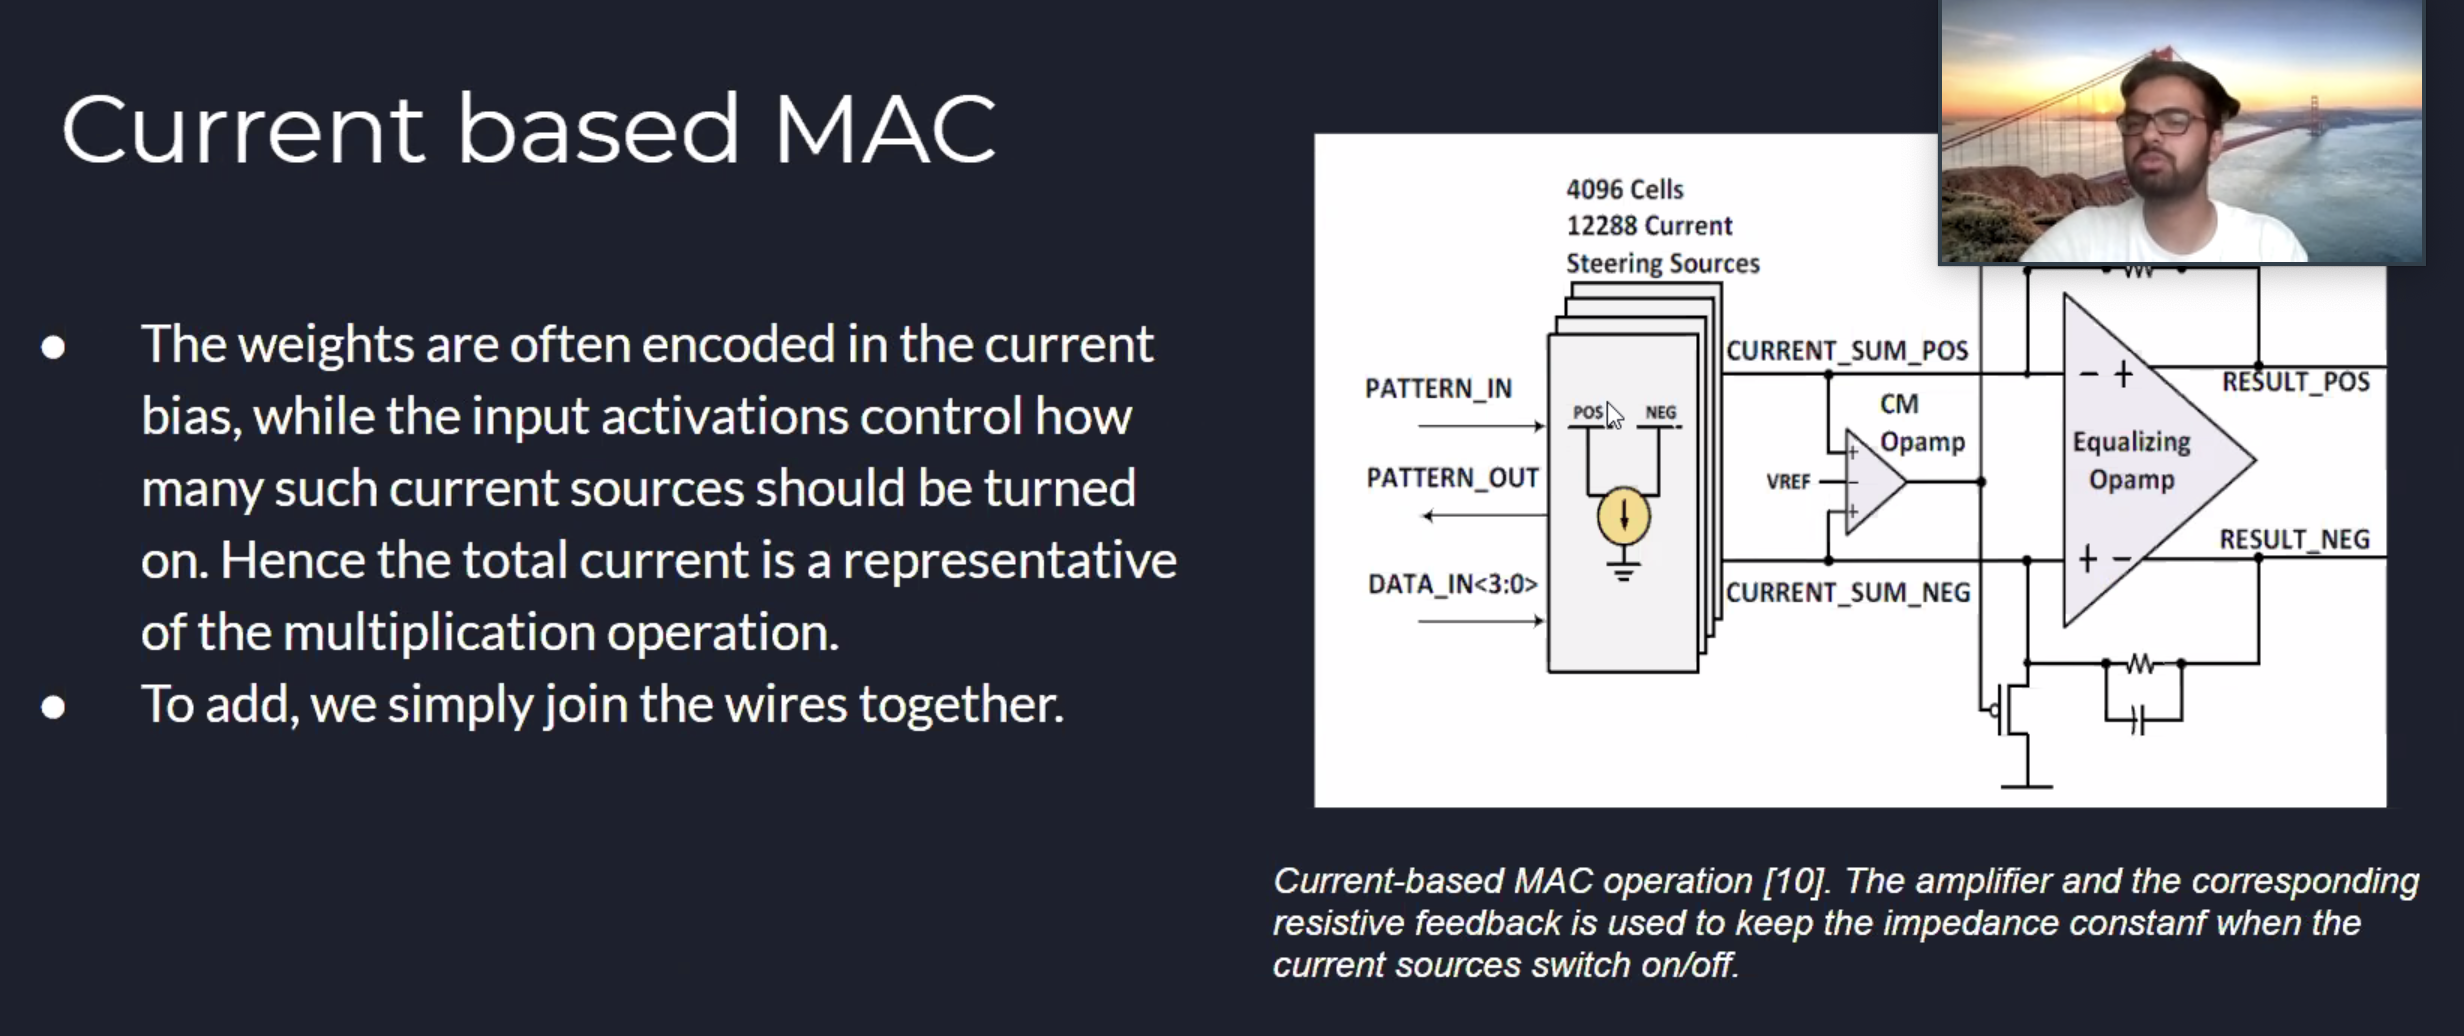 Current based MAC
● The weights are often encoded in the current
bias, while the input activations control how
many such current sources should be turned
on. Hence the total current is a representative
of the multiplication operation.
● To add, we simply join the wires together.
4096 Cells
12288 Current
Steering Sources
PATTERN_IN
PATTERN_OUT
DATA_IN<3:0>
POS NEG
CURRENT_SUM_POS
CM
Opamp
VREF
+
−
+
CURRENT_SUM_NEG
− +
Equalizing
Opamp
+ −
RESULT_POS
RESULT_NEG
Current-based MAC operation [10]. The amplifier and the corresponding
resistive feedback is used to keep the impedance constanf when the
current sources switch on/off.